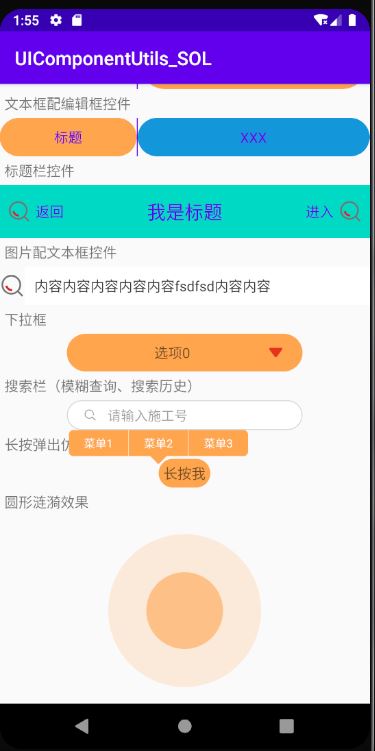 1:55
UIComponentUtils_SOL
文本框配编辑框控件
标题 XXX
标题栏控件
返回 我是标题 进入
图片配文本框控件
内容内容内容内容内容fsdfsd内容内容
下拉框
选项0
搜索栏（模糊查询、搜索历史）
请输入施工号
菜单1 菜单2 菜单3
长按弹出
长按我
圆形涟漪效果